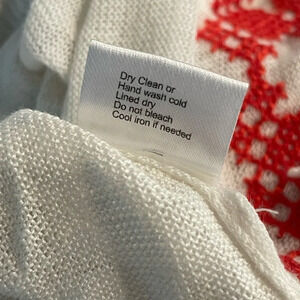 Dry Clean or
Hand wash cold
Lined dry
Do not bleach
Cool iron if needed